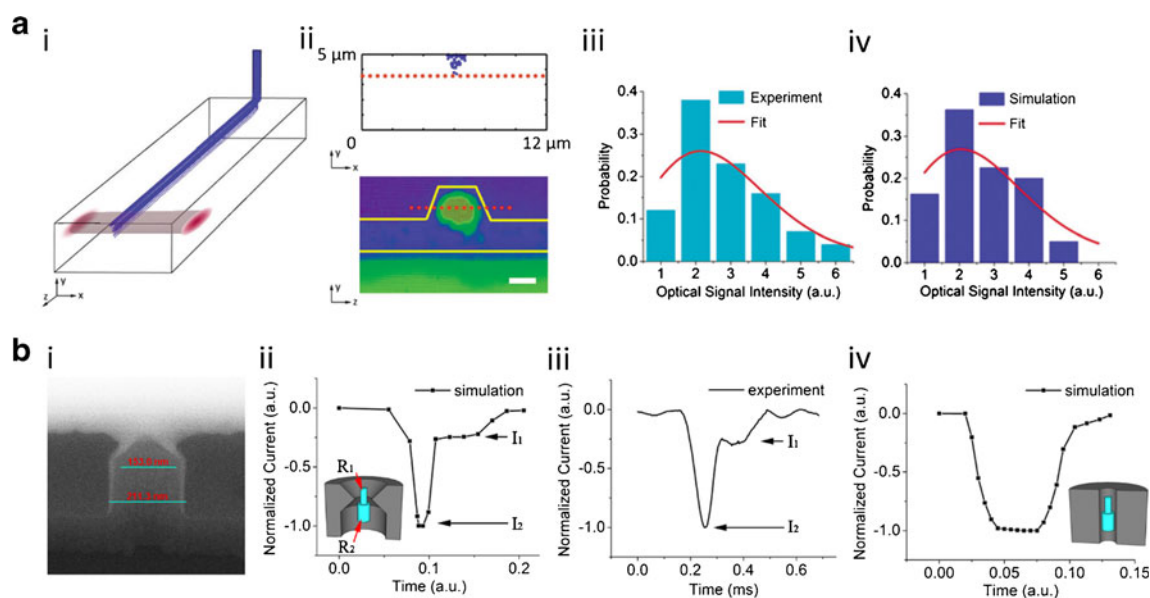 a
i
y
z
x
ii
5 μm
0
12 μm
y
x
y
z
iii
Probability
0.4
0.3
0.2
0.1
0.0
Experiment
Fit
1 2 3 4 5 6
Optical Signal Intensity (a.u.)
iv
Probability
0.4
0.3
0.2
0.1
0.0
Simulation
Fit
1 2 3 4 5 6
Optical Signal Intensity (a.u.)
b
i
ii
Normalized Current (a.u.)
0.0
-0.5
-1.0
simulation
I₁
I₂
R₁
R₂
0.0 0.1 0.2
Time (a.u.)
iii
Normalized Current (a.u.)
0.0
-0.5
-1.0
experiment
I₁
I₂
0.0 0.2 0.4 0.6
Time (ms)
iv
Normalized Current (a.u.)
0.0
-0.5
-1.0
simulation
0.00 0.05 0.10 0.15
Time (a.u.)